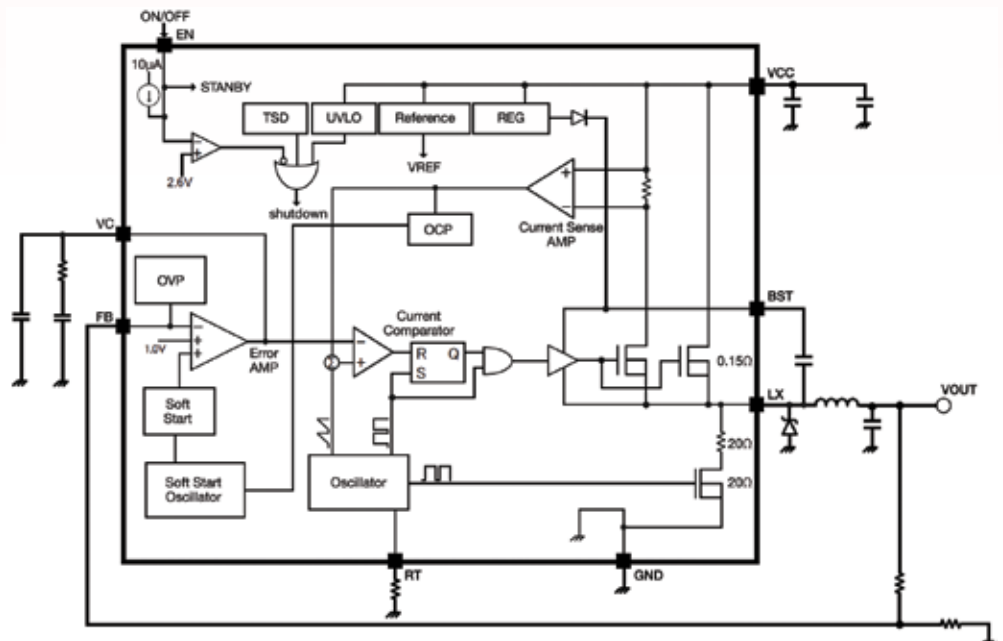 ON/OFF
EN
10μA
STANBY
VCC
TSD
UVLO
Reference
REG
2.6V
VREF
shutdown
OCP
Current Sense
AMP
VC
OVP
FB
1.0V
Error
AMP
Current
Comparator
R
Q
S
Σ
BST
0.15Ω
LX
VOUT
Soft
Start
Soft Start
Oscillator
Oscillator
20Ω
20Ω
RT
GND